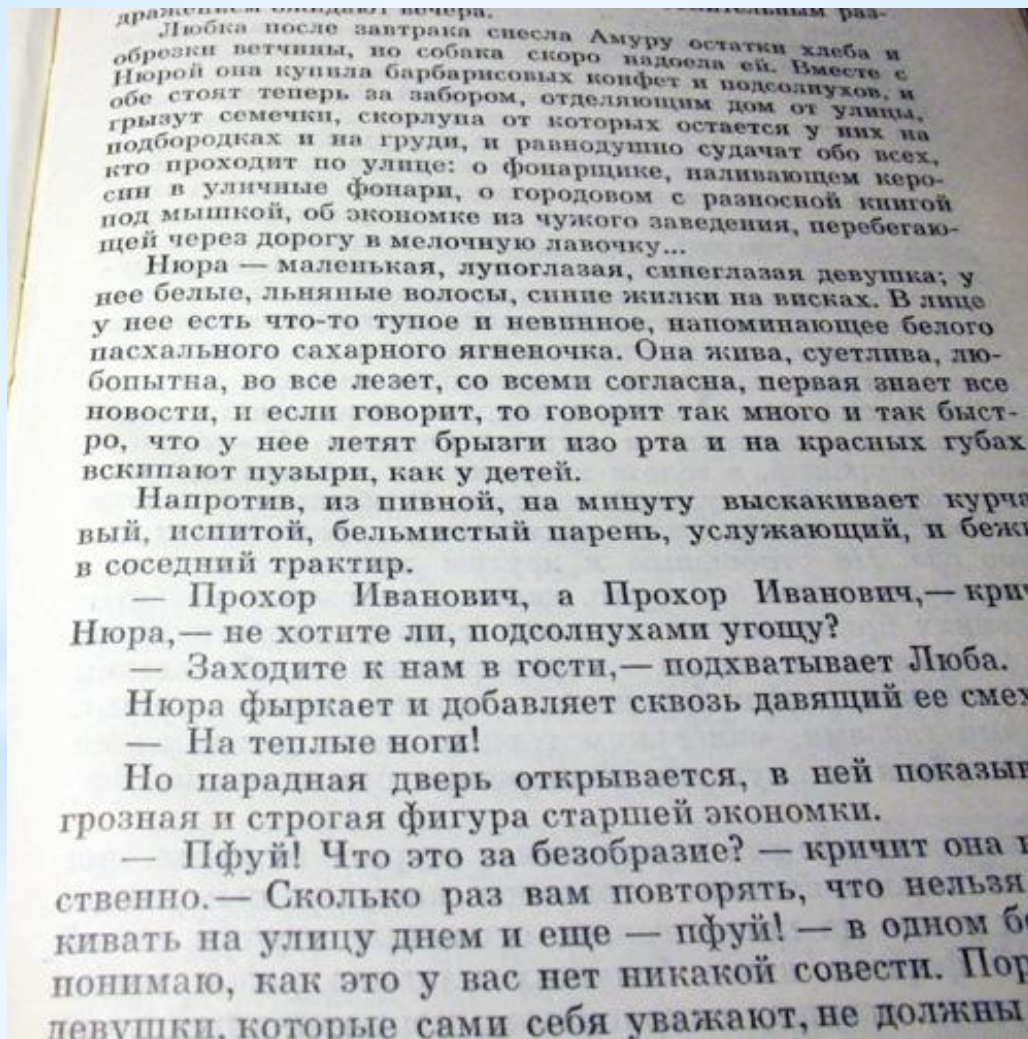 дражением ожидают вечера. раз-
Любка после завтрака снесла Амуру остатки хлеба и
обрезки ветчины, но собака скоро надоела ей. Вместе с
Нюрой она купила барбарисовых конфет и подсолнухов, и
обе стоят теперь за забором, отделяющим дом от улицы,
грызут семечки, скорлупа от которых остается у них на
подбородках и на груди, и равнодушно судачат обо всех,
кто проходит по улице: о фонарщике, наливающем керо-
син в уличные фонари, о городовом с разносной книгой
под мышкой, об экономке из чужого заведения, перебегаю-
щей через дорогу в мелочную лавочку...
Нюра — маленькая, лупоглазая, синеглазая девушка; у
нее белые, льняные волосы, синие жилки на висках. В лице
у нее есть что-то тупое и невинное, напоминающее белого
пасхального сахарного ягненочка. Она жива, суетлива, лю-
бопытна, во все лезет, со всеми согласна, первая знает все
новости, и если говорит, то говорит так много и так быст-
ро, что у нее летят брызги изо рта и на красных губах
вскипают пузыри, как у детей.
Напротив, из пивной, на минуту выскакивает курча
вый, испитой, бельмистый парень, услужающий, и бежи
в соседний трактир.
— Прохор Иванович, а Прохор Иванович,— крич
Нюра,— не хотите ли, подсолнухами угощу?
— Заходите к нам в гости,— подхватывает Люба.
Нюра фыркает и добавляет сквозь давящий ее смех
— На теплые ноги!
Но парадная дверь открывается, в ней показыв
грозная и строгая фигура старшей экономки.
— Пфуй! Что это за безобразие? — кричит она
ственно.— Сколько раз вам повторять, что нельзя
кивать на улицу днем и еще — пфуй! — в одном бе
понимаю, как это у вас нет никакой совести. Пор
девушки, которые сами себя уважают, не должны